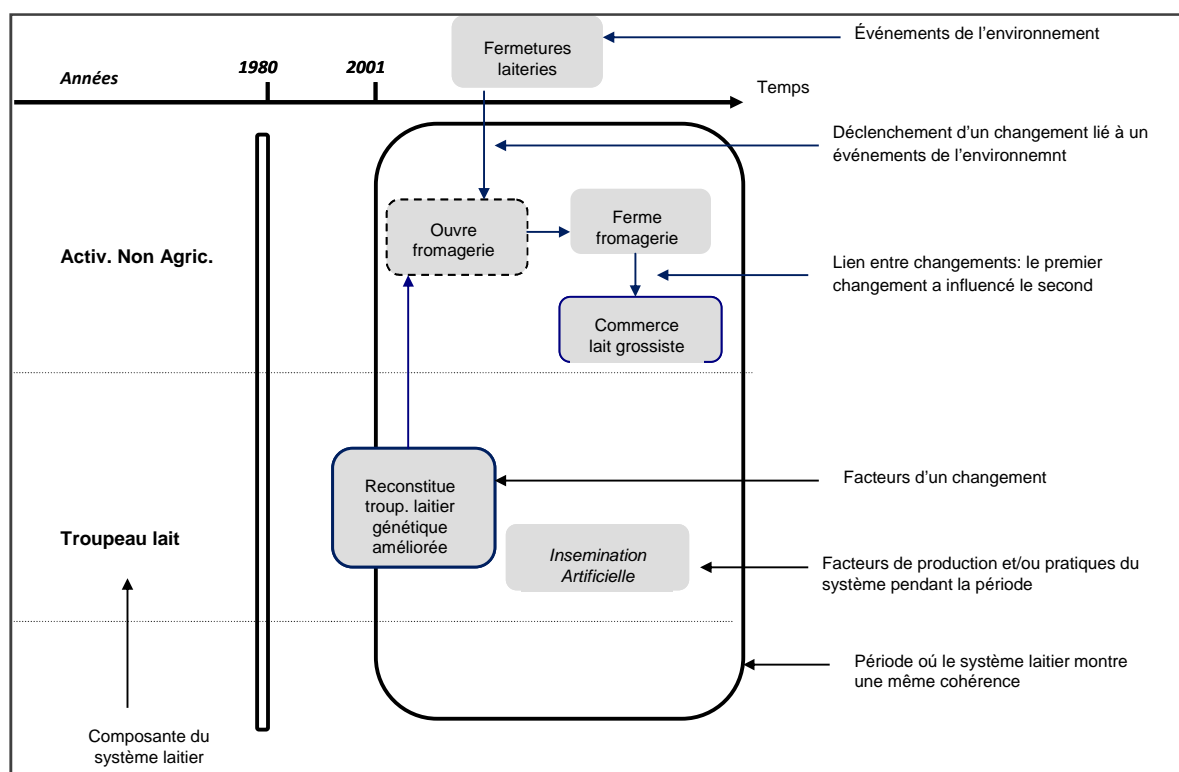 Fermetures
laiteries
Événements de l’environnement
Années
1980
2001
Temps
Déclenchement d’un changement lié à un
événements de l’environnemnt
Activ. Non Agric.
Ouvre
fromagerie
Ferme
fromagerie
Lien entre changements: le premier
changement a influencé le second
Commerce
lait grossiste
Troupeau lait
Reconstitue
troup. laitier
génétique
améliorée
Facteurs d’un changement
Insemination
Artificielle
Facteurs de production et/ou pratiques du
système pendant la période
Période oú le système laitier montre
une même cohérence
Composante du
système laitier